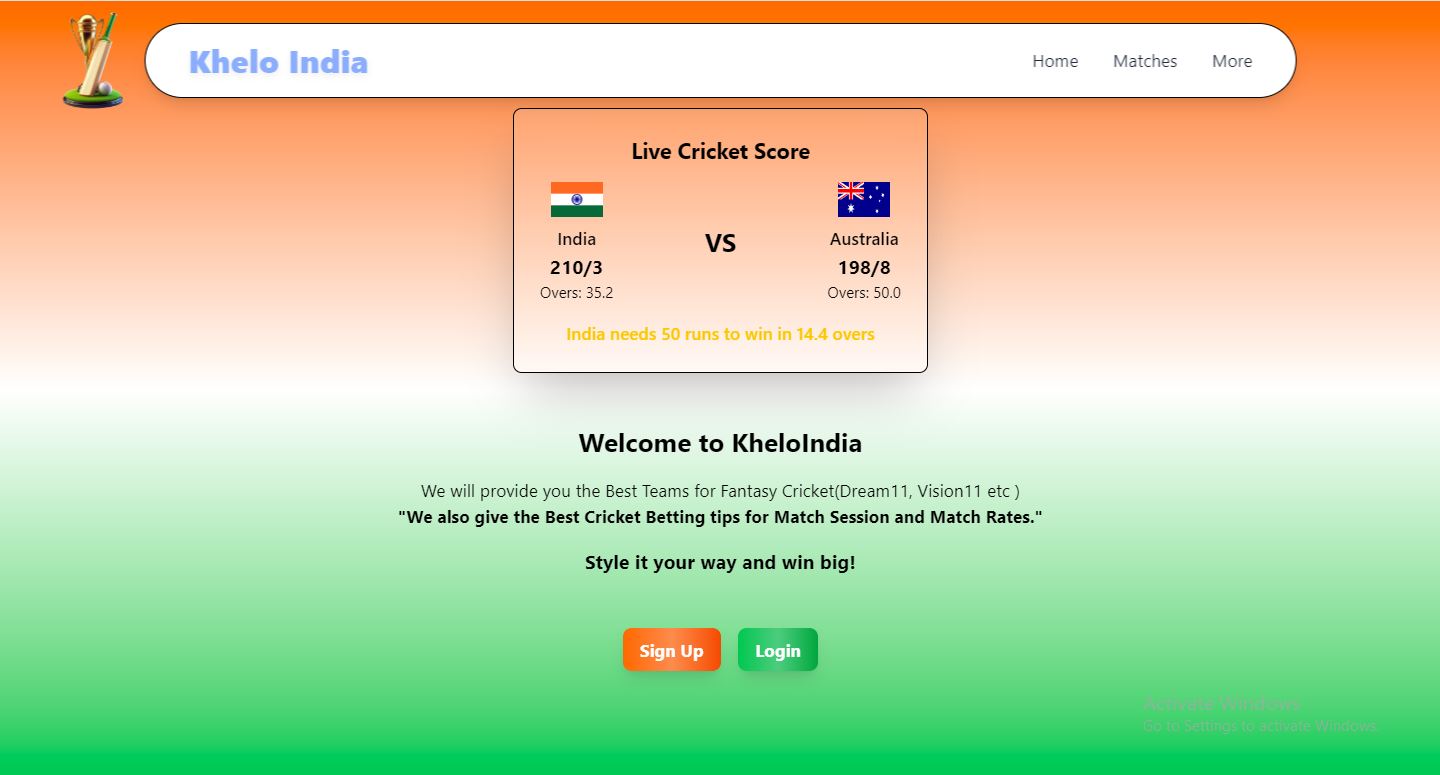 Khelo India
Home Matches More
Live Cricket Score
India VS Australia
210/3 198/8
Overs: 35.2 Overs: 50.0
India needs 50 runs to win in 14.4 overs
Welcome to KheloIndia
We will provide you the Best Teams for Fantasy Cricket(Dream11, Vision11 etc )
"We also give the Best Cricket Betting tips for Match Session and Match Rates."
Style it your way and win big!
Sign Up Login
Activate Windows
Go to Settings to activate Windows.